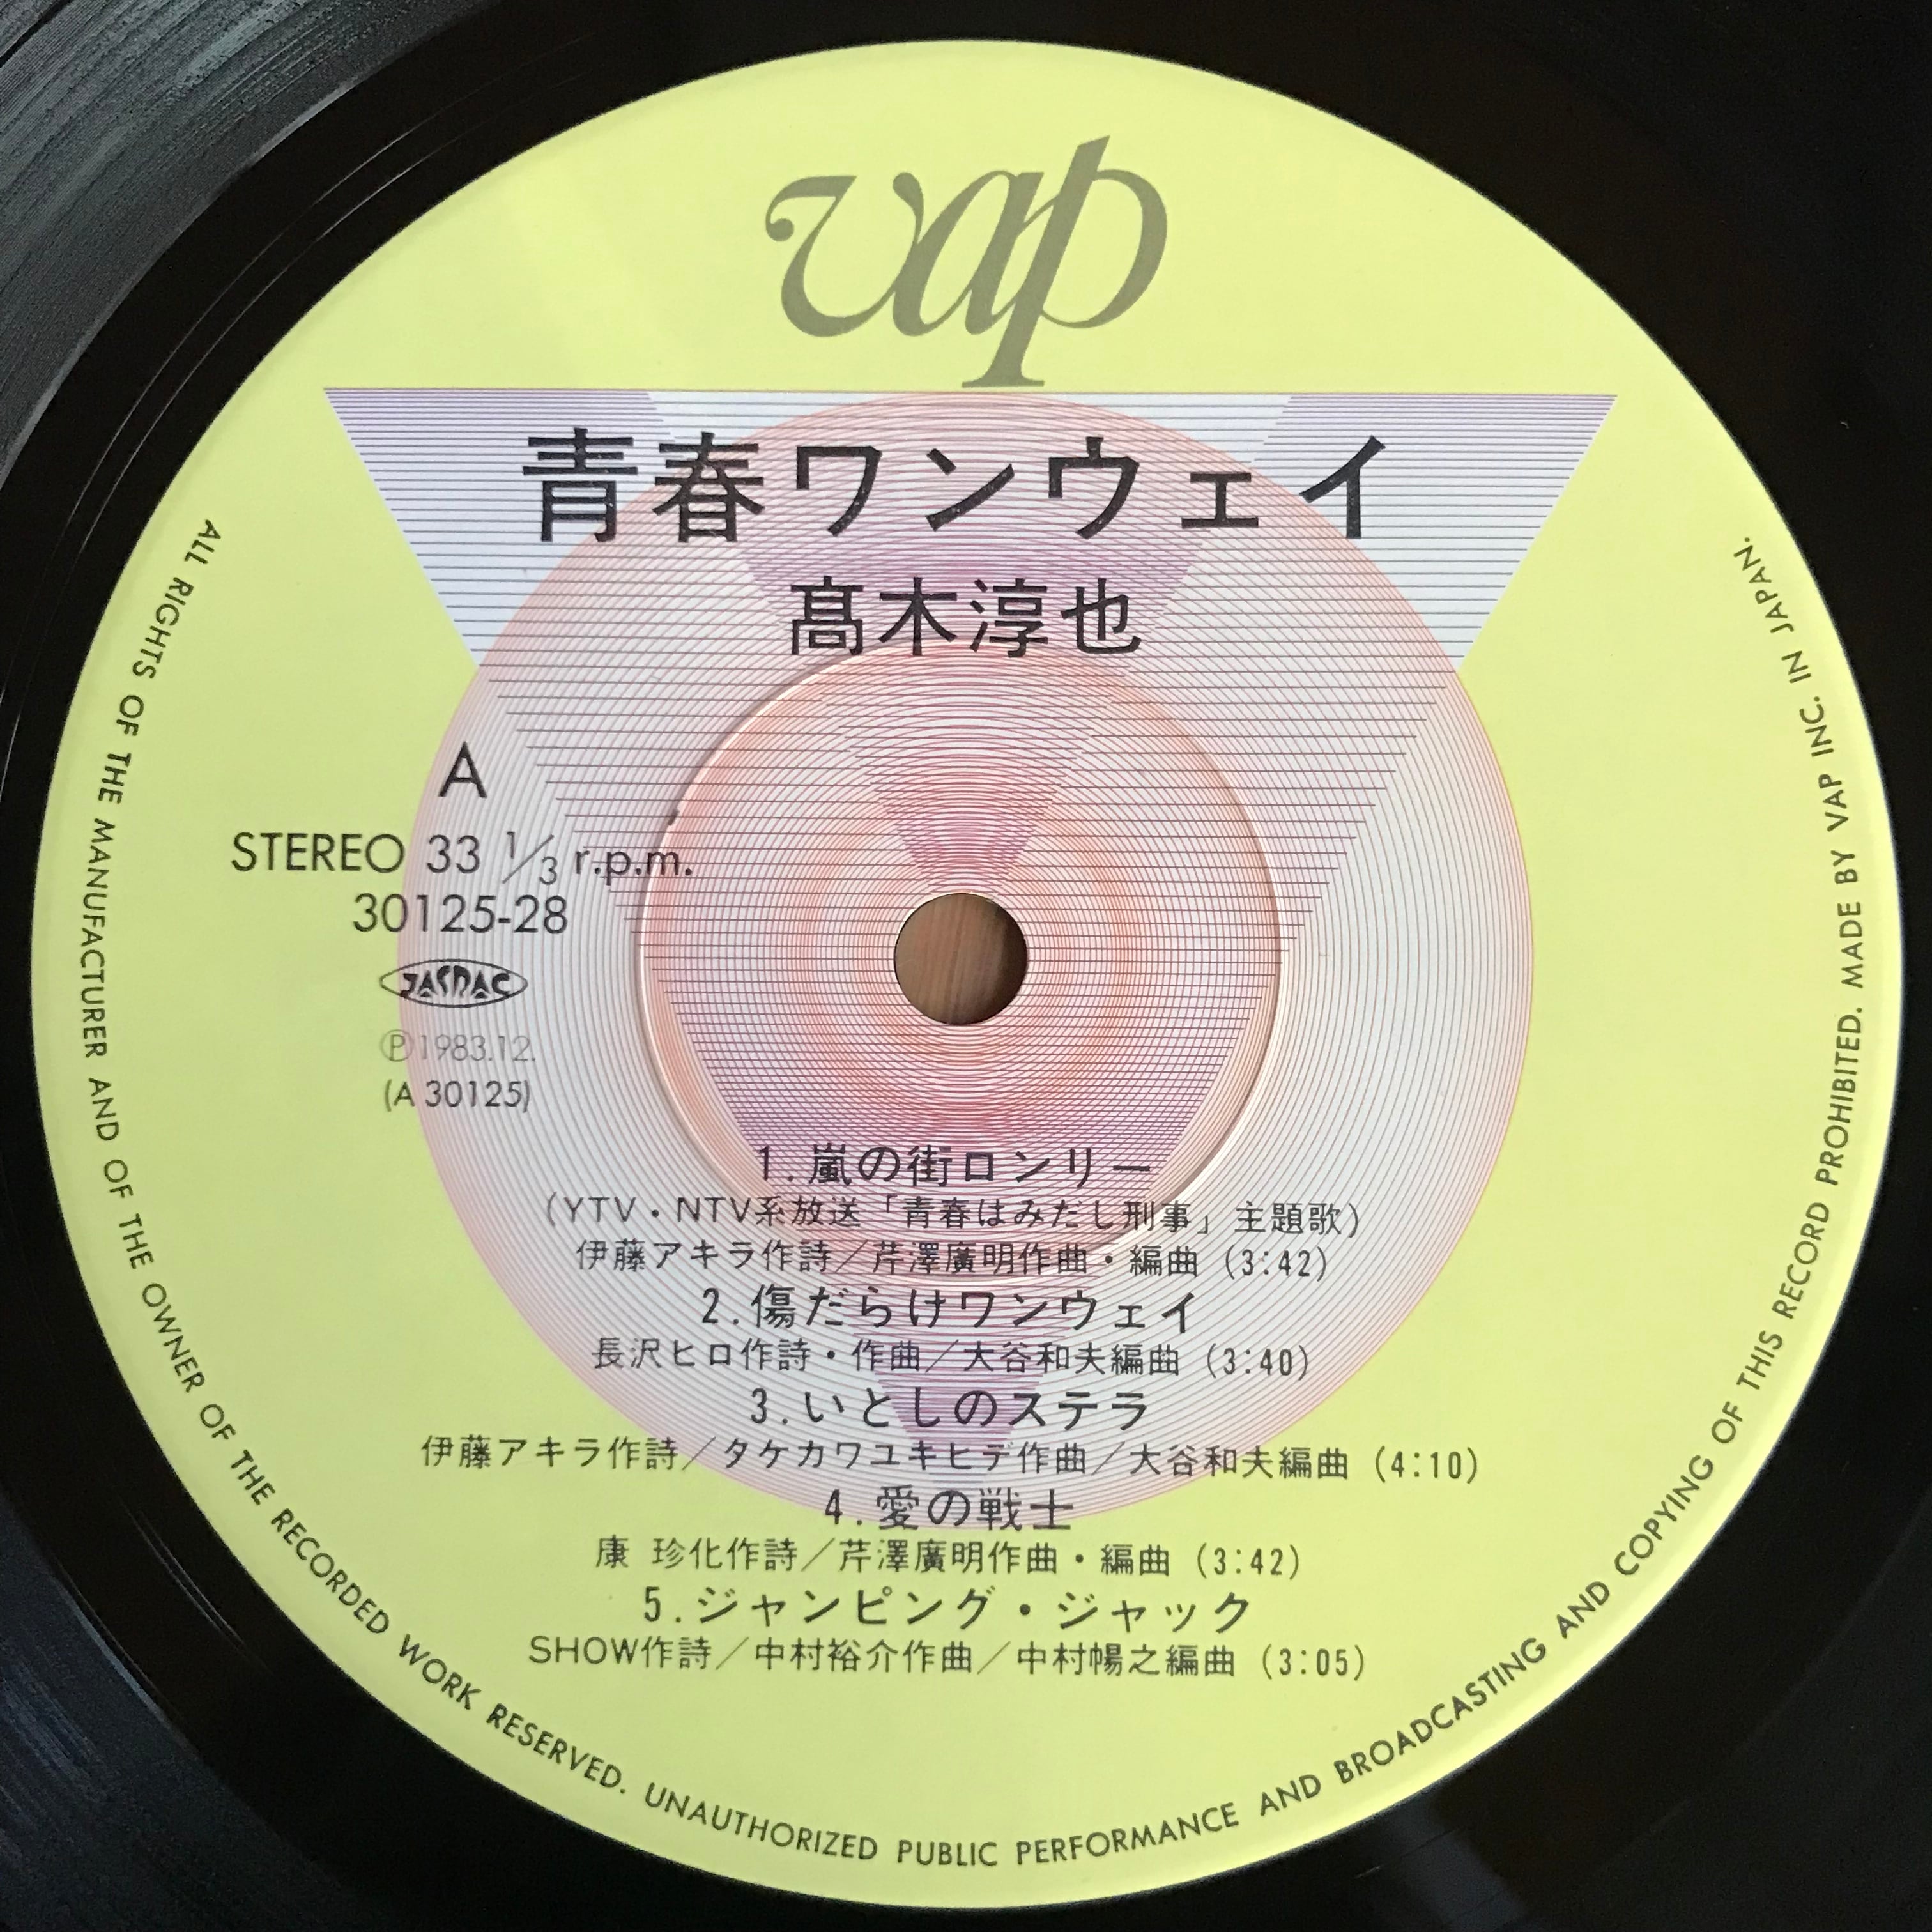 vap
青春ワンウェイ
髙木淳也
A
STEREO 33 1/3 r.p.m.
30125-28
JASRAC
Ⓟ1983.12.
(A 30125)
1.嵐の街ロンリー
(YTV・NTV系放送「青春はみだし刑事」主題歌)
伊藤アキラ作詩／芹澤廣明作曲・編曲 (3:42)
2.傷だらけワンウェイ
長沢ヒロ作詩・作曲／大谷和夫編曲 (3:40)
3.いとしのステラ
伊藤アキラ作詩／タケカワユキヒデ作曲／大谷和夫編曲 (4:10)
4.愛の戦士
康 珍化作詩／芹澤廣明作曲・編曲 (3:42)
5.ジャンピング・ジャック
SHOW作詩／中村裕介作曲／中村暢之編曲 (3:05)
ALL RIGHTS OF THE MANUFACTURER AND OF THE OWNER OF THE RECORDED WORK RESERVED. UNAUTHORIZED PUBLIC PERFORMANCE AND BROADCASTING AND COPYING OF THIS RECORD PROHIBITED. MADE BY VAP INC. IN JAPAN.